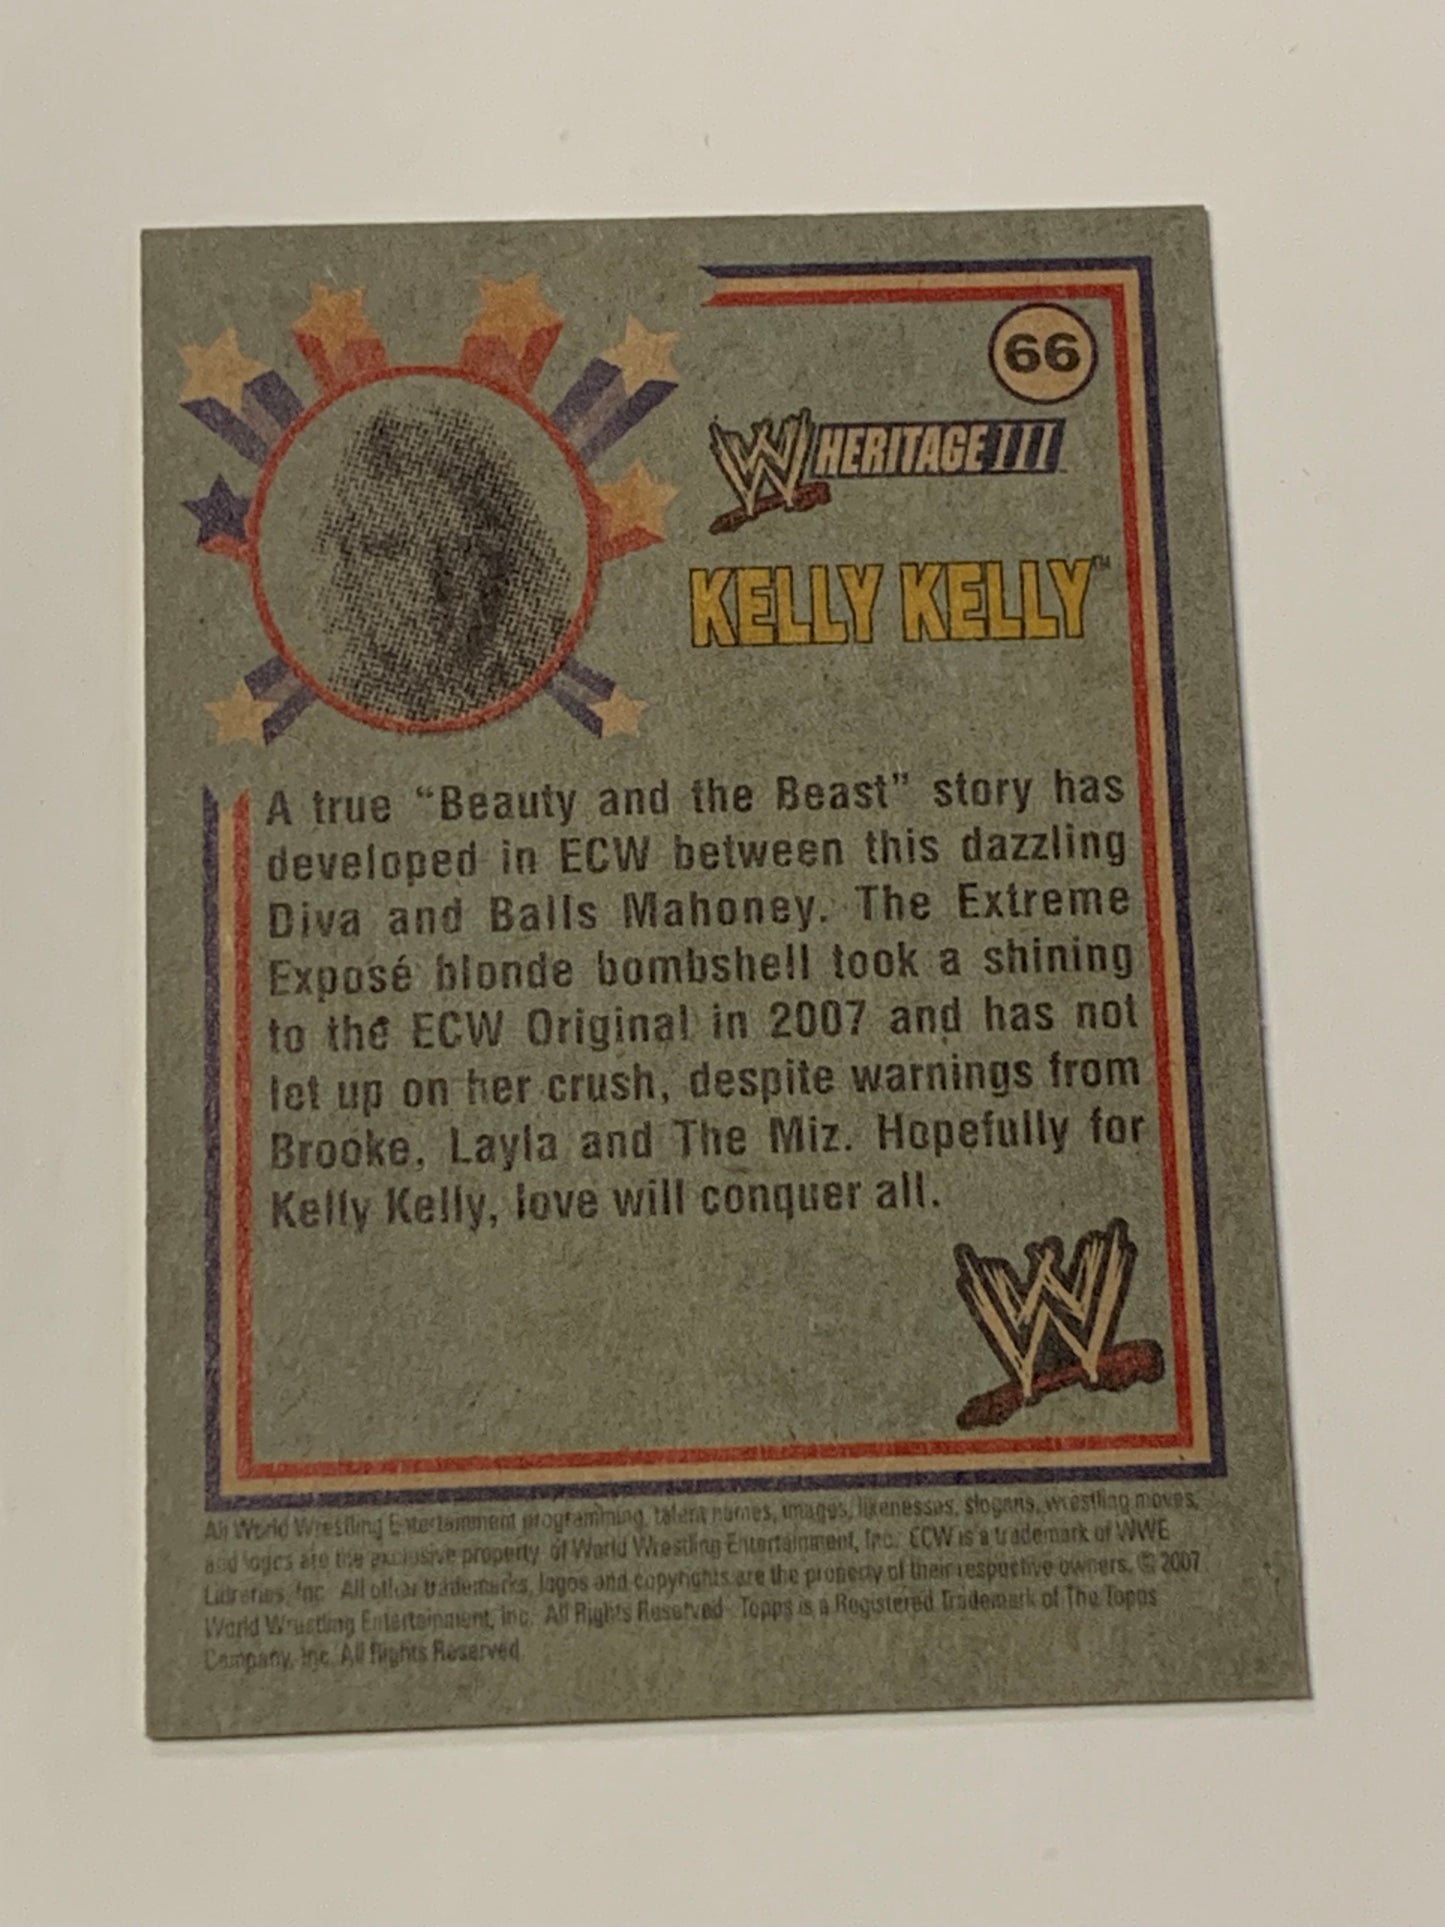 66
W HERITAGE III™
KELLY KELLY™
A true “Beauty and the Beast” story has
developed in ECW between this dazzling
Diva and Balls Mahoney. The Extreme
Exposé blonde bombshell took a shining
to the ECW Original in 2007 and has not
let up on her crush, despite warnings from
Brooke, Layla and The Miz. Hopefully for
Kelly Kelly, love will conquer all.
W
All World Wrestling Entertainment programming, talent names, images, likenesses, slogans, wrestling moves,
and logos are the exclusive property of World Wrestling Entertainment, Inc. ECW is a trademark of WWE
Libraries, Inc. All other trademarks, logos and copyrights are the property of their respective owners. © 2007
World Wrestling Entertainment, Inc. All Rights Reserved. Topps is a Registered Trademark of The Topps
Company, Inc. All Rights Reserved.